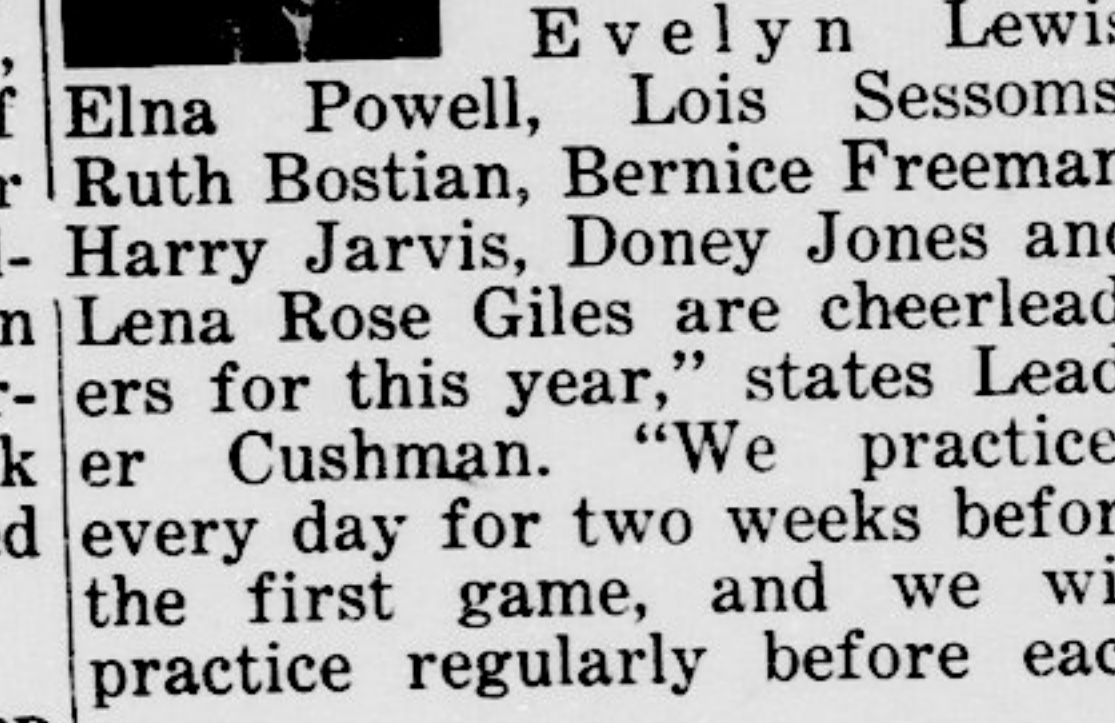 Evelyn Lewis
Elna Powell, Lois Sessoms
Ruth Bostian, Bernice Freeman
Harry Jarvis, Doney Jones and
Lena Rose Giles are cheerlead
ers for this year,” states Lead
er Cushman. “We practice
every day for two weeks befor
the first game, and we wi
practice regularly before eac